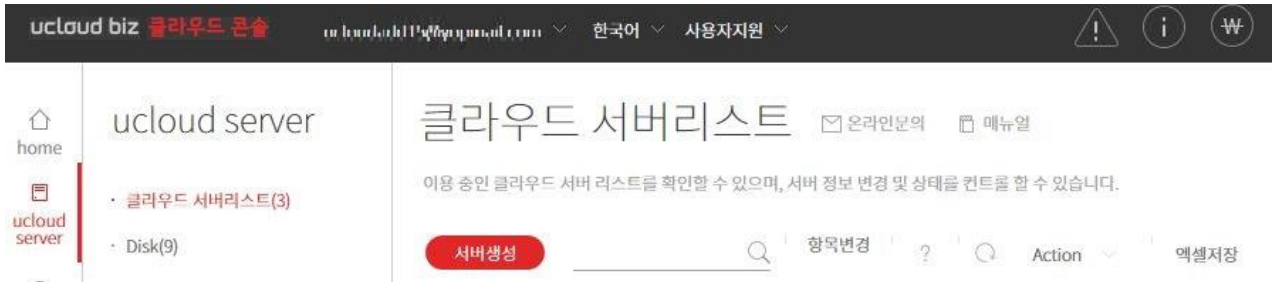 ucloud biz 클라우드 콘솔
한국어
사용자지원
home
ucloud
server
ucloud server
· 클라우드 서버리스트(3)
· Disk(9)
클라우드 서버리스트
온라인문의
매뉴얼
이용 중인 클라우드 서버 리스트를 확인할 수 있으며, 서버 정보 변경 및 상태를 컨트롤 할 수 있습니다.
서버생성
항목변경
?
Action
엑셀저장